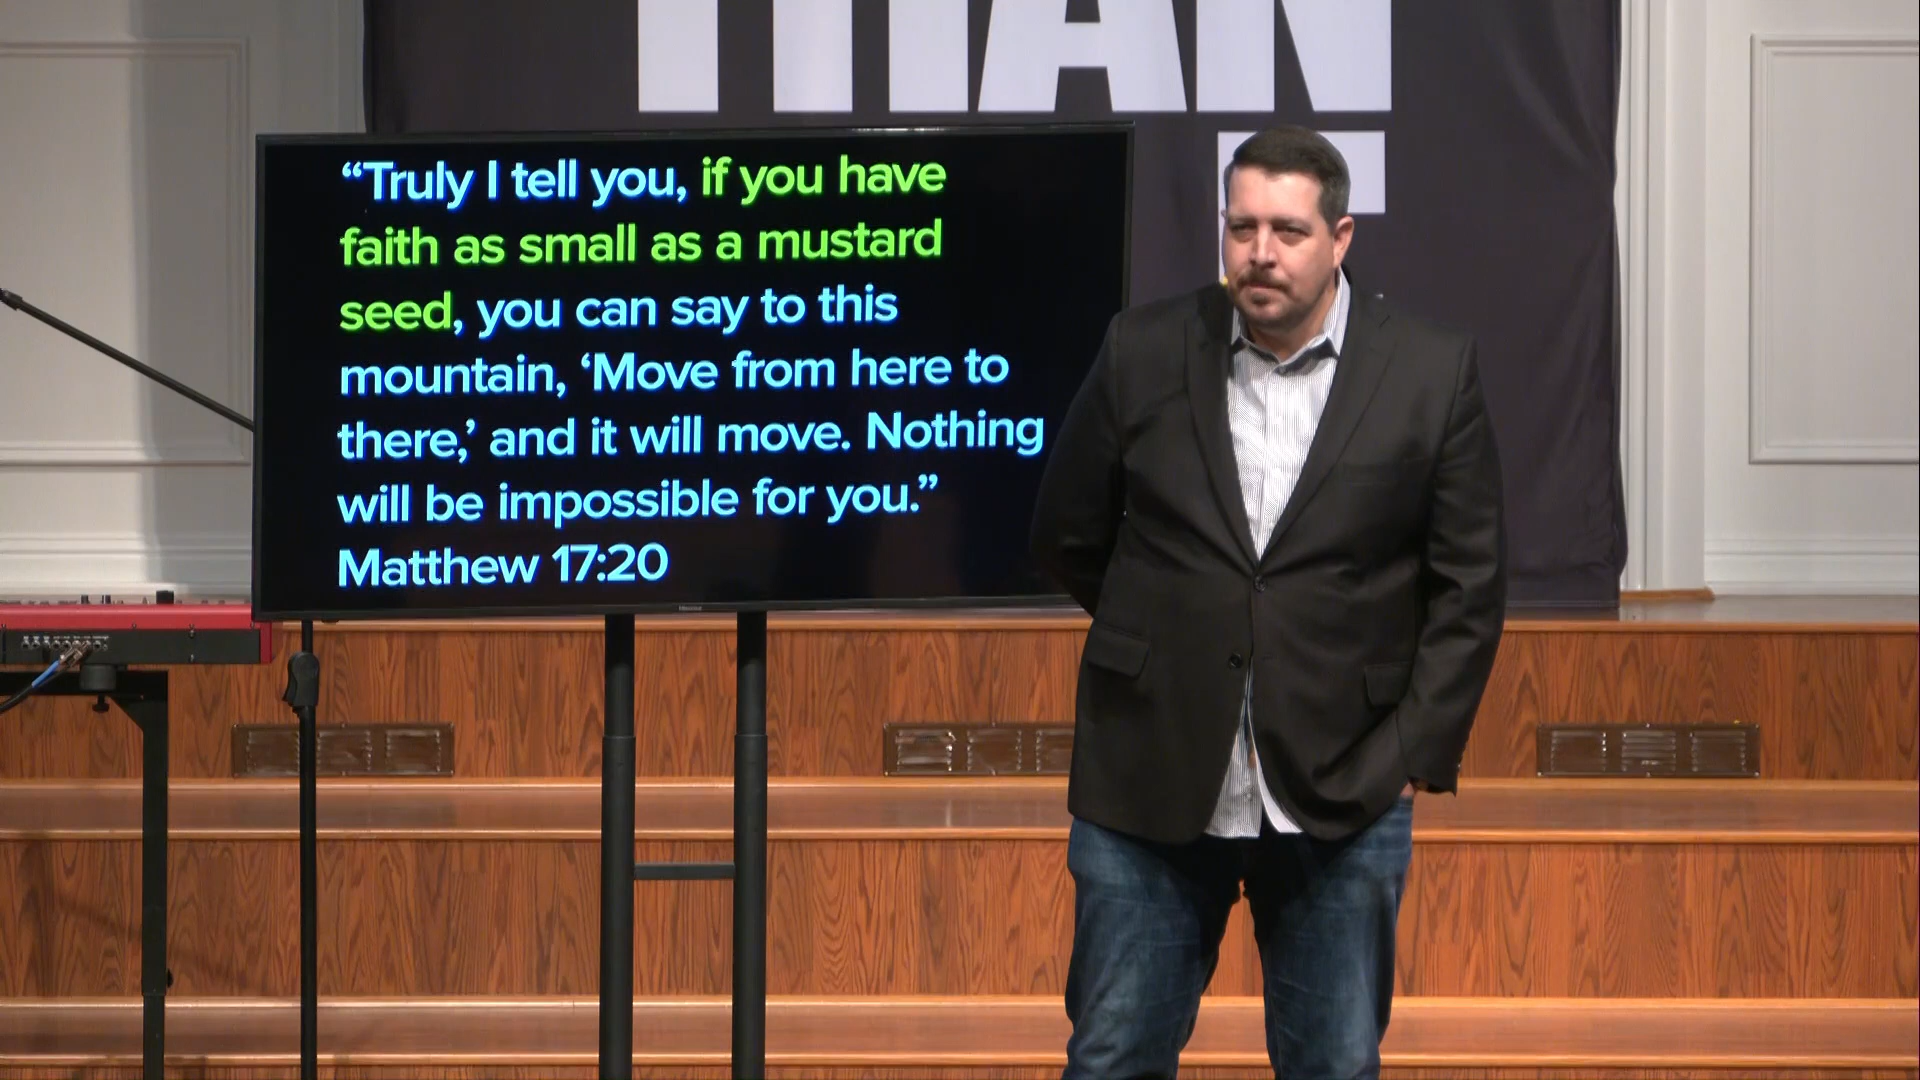 THAN
“Truly I tell you, if you have
faith as small as a mustard
seed, you can say to this
mountain, ‘Move from here to
there,’ and it will move. Nothing
will be impossible for you.”
Matthew 17:20